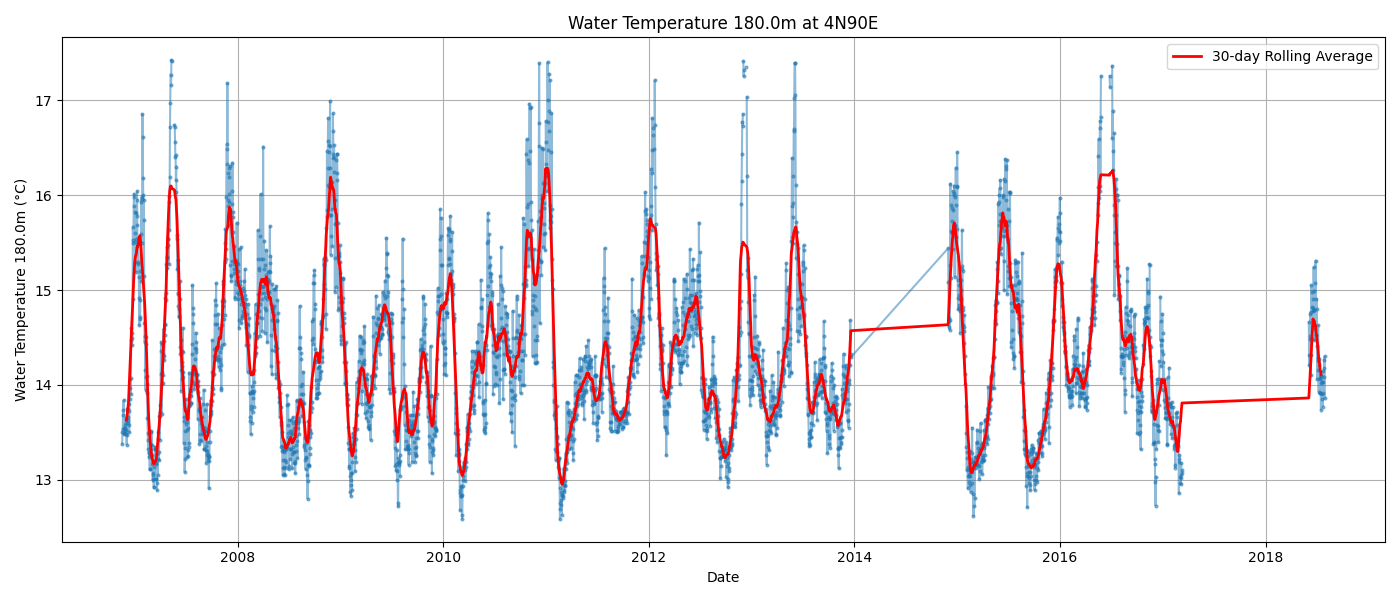 Water Temperature 180.0m at 4N90E
30-day Rolling Average
Water Temperature 180.0m (°C)
17
16
15
14
13
2008
2010
2012
2014
2016
2018
Date